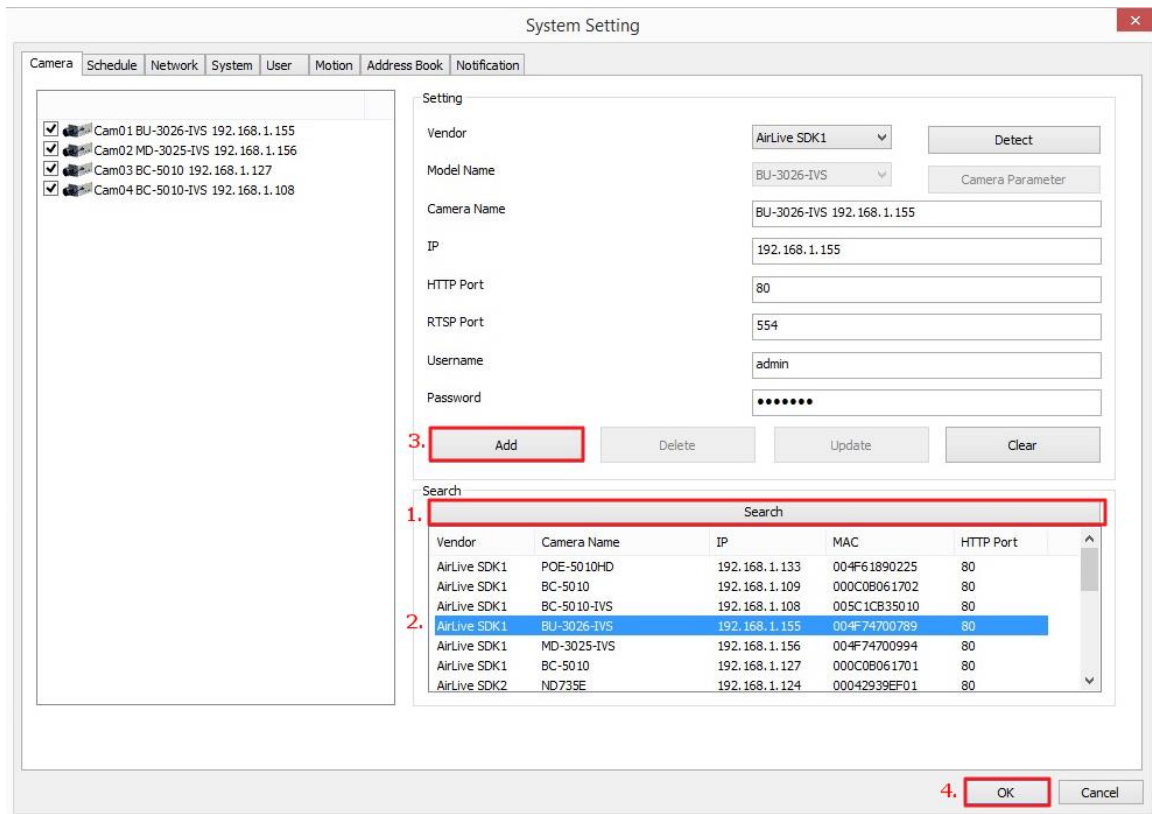 System Setting
Camera Schedule Network System User Motion Address Book Notification
Cam01 BU-3026-IVS 192.168.1.155
Cam02 MD-3025-IVS 192.168.1.156
Cam03 BC-5010 192.168.1.127
Cam04 BC-5010-IVS 192.168.1.108
Setting
Vendor AirLive SDK1 Detect
Model Name BU-3026-IVS Camera Parameter
Camera Name BU-3026-IVS 192.168.1.155
IP 192.168.1.155
HTTP Port 80
RTSP Port 554
Username admin
Password •••••••
3. Add Delete Update Clear
Search
1. Search
Vendor Camera Name IP MAC HTTP Port
AirLive SDK1 POE-5010HD 192.168.1.133 004F61890225 80
AirLive SDK1 BC-5010 192.168.1.109 000C0B061702 80
AirLive SDK1 BC-5010-IVS 192.168.1.108 005C1CB35010 80
2. AirLive SDK1 BU-3026-IVS 192.168.1.155 004F74700789 80
AirLive SDK1 MD-3025-IVS 192.168.1.156 004F74700994 80
AirLive SDK1 BC-5010 192.168.1.127 000C0B061701 80
AirLive SDK2 ND735E 192.168.1.124 00042939EF01 80
4. OK Cancel